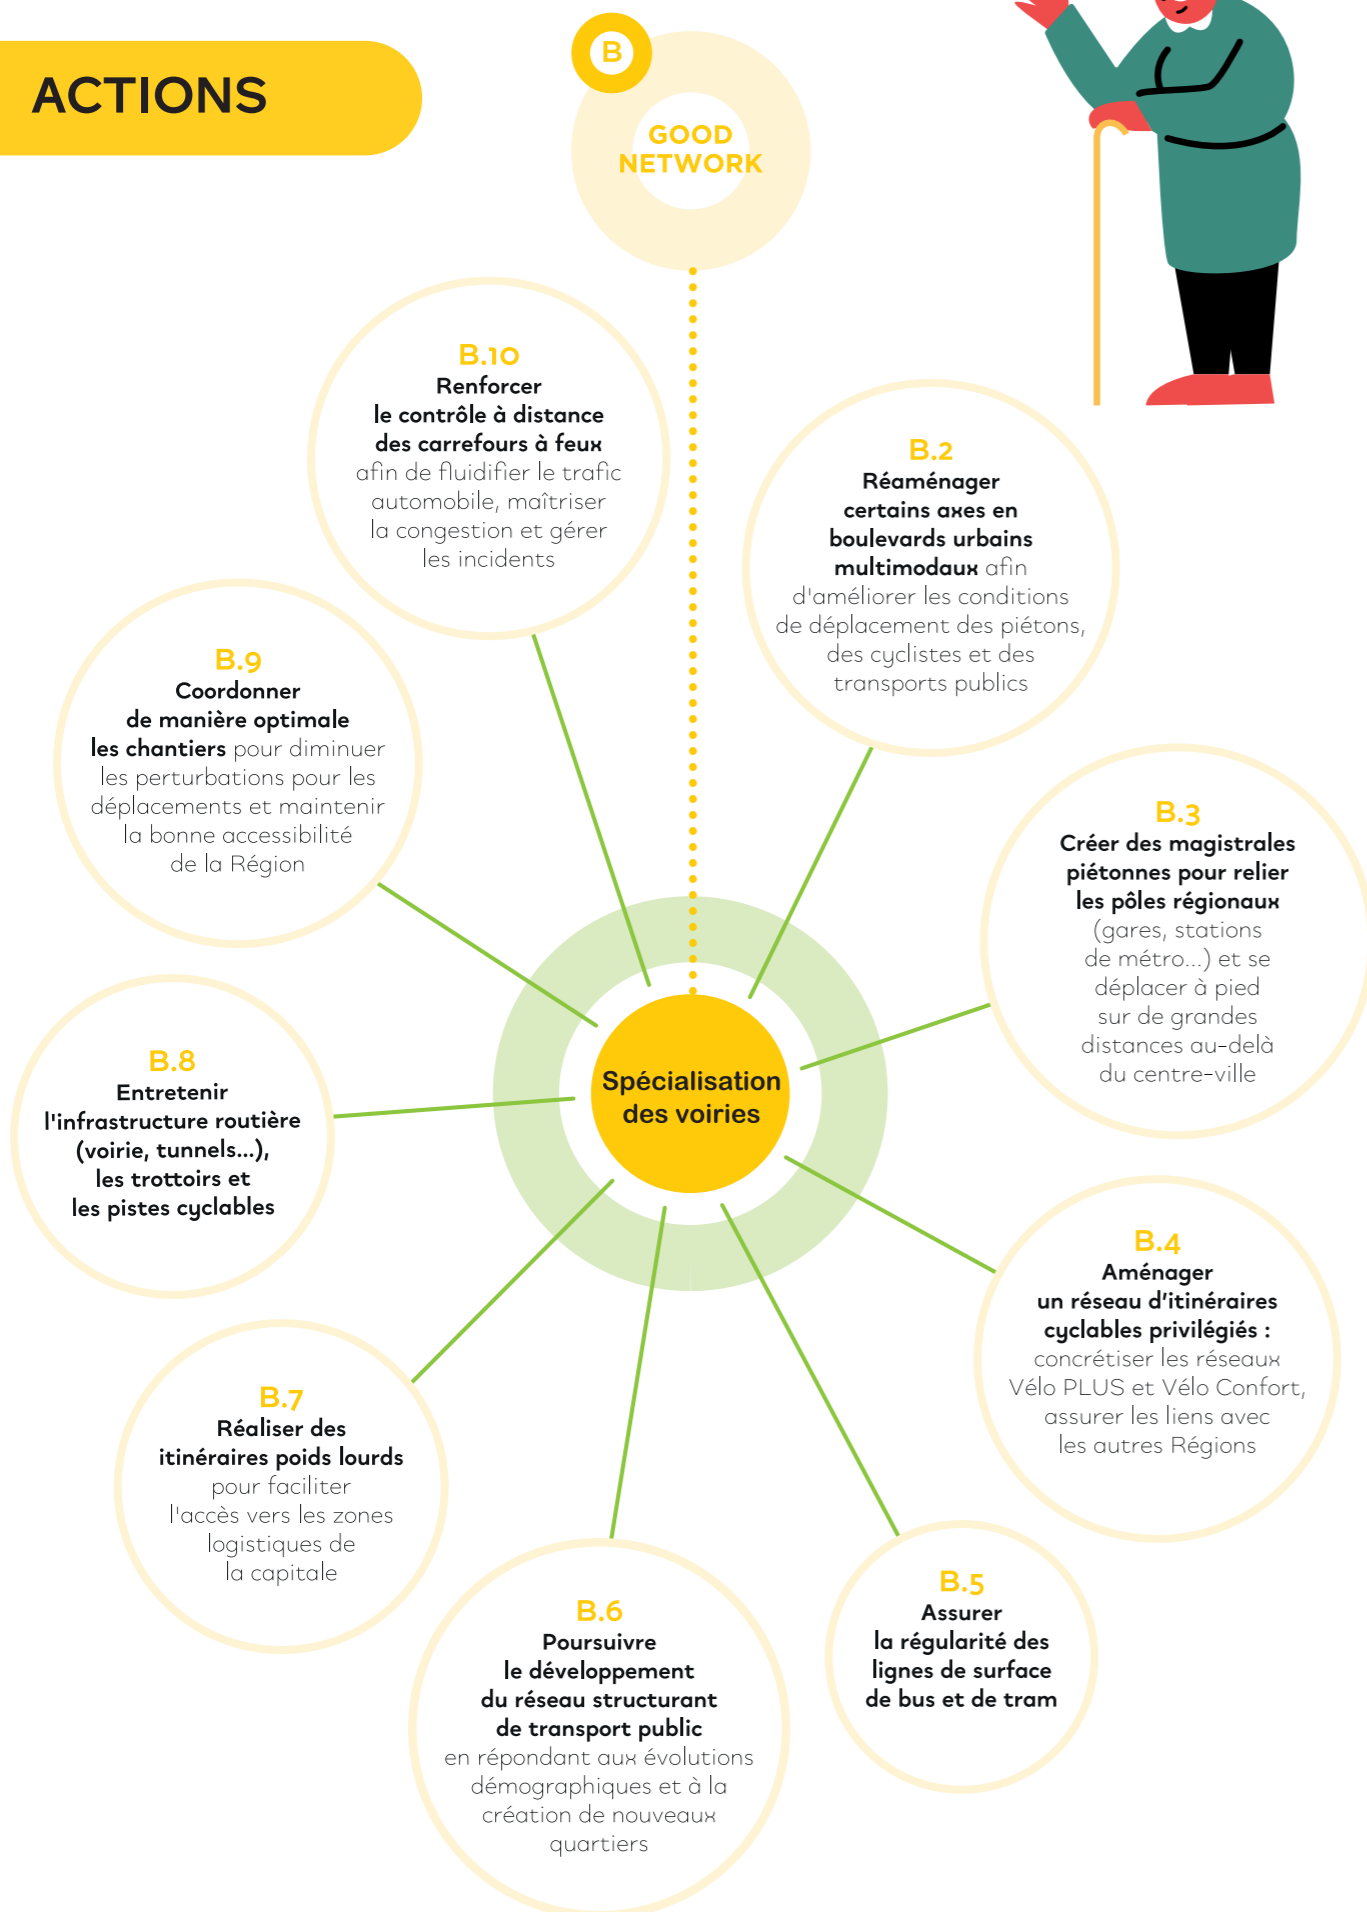 ACTIONS
B
GOOD
NETWORK
B.10
Renforcer
le contrôle à distance
des carrefours à feux
afin de fluidifier le trafic
automobile, maîtriser
la congestion et gérer
les incidents
B.2
Réaménager
certains axes en
boulevards urbains
multimodaux afin
d'améliorer les conditions
de déplacement des piétons,
des cyclistes et des
transports publics
B.9
Coordonner
de manière optimale
les chantiers pour diminuer
les perturbations pour les
déplacements et maintenir
la bonne accessibilité
de la Région
B.3
Créer des magistrales
piétonnes pour relier
les pôles régionaux
(gares, stations
de métro...) et se
déplacer à pied
sur de grandes
distances au-delà
du centre-ville
Spécialisation
des voiries
B.8
Entretenir
l'infrastructure routière
(voirie, tunnels...),
les trottoirs et
les pistes cyclables
B.4
Aménager
un réseau d’itinéraires
cyclables privilégiés :
concrétiser les réseaux
Vélo PLUS et Vélo Confort,
assurer les liens avec
les autres Régions
B.7
Réaliser des
itinéraires poids lourds
pour faciliter
l'accès vers les zones
logistiques de
la capitale
B.5
Assurer
la régularité des
lignes de surface
de bus et de tram
B.6
Poursuivre
le développement
du réseau structurant
de transport public
en répondant aux évolutions
démographiques et à la
création de nouveaux
quartiers